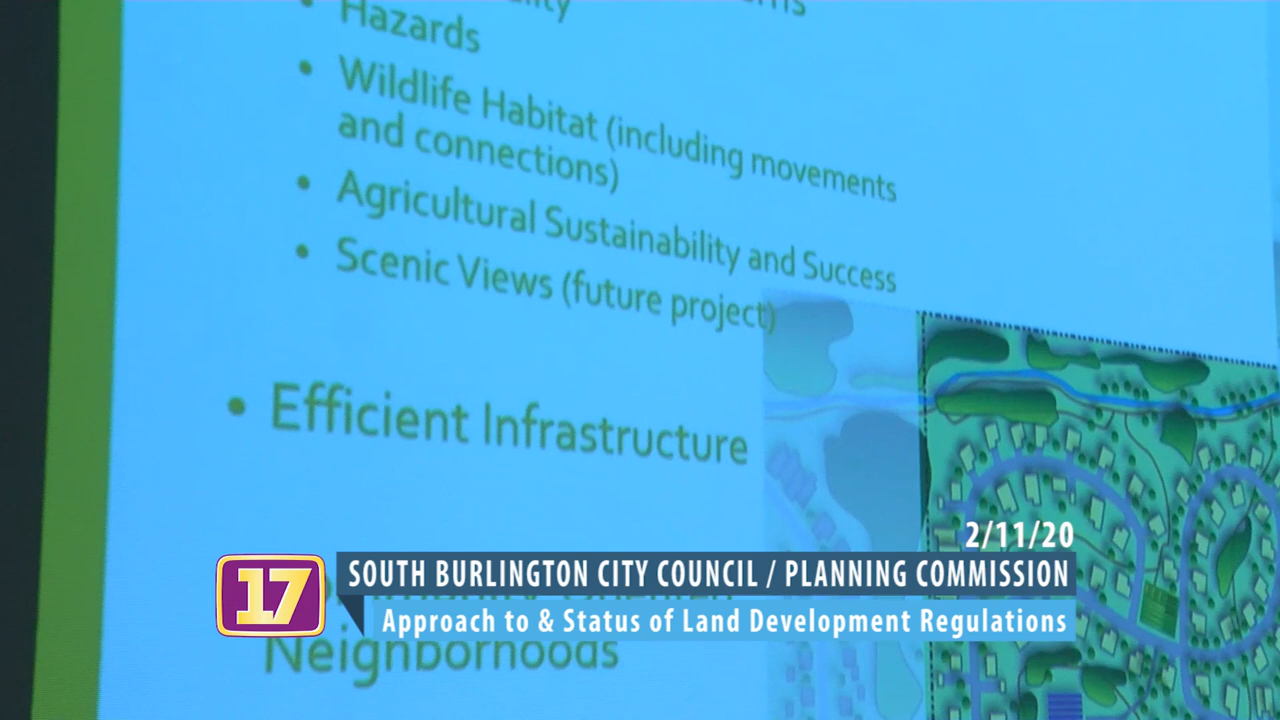 Hazards
• Wildlife Habitat (including movements
and connections)
• Agricultural Sustainability and Success
• Scenic Views (future project)
• Efficient Infrastructure
2/11/20
17
SOUTH BURLINGTON CITY COUNCIL / PLANNING COMMISSION
Approach to & Status of Land Development Regulations
Neighborhoods